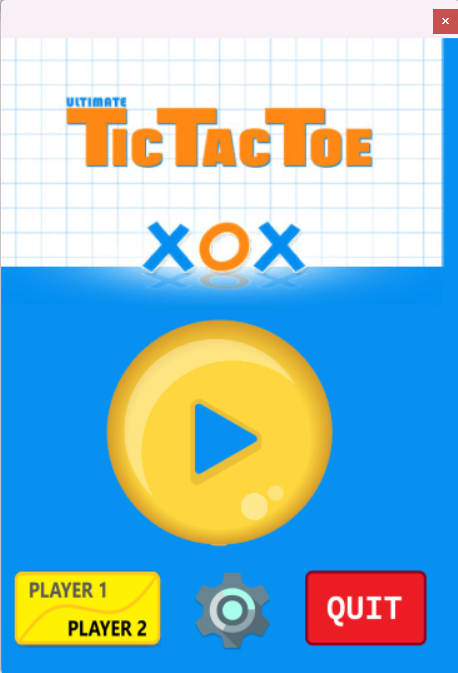 ULTIMATE
TICTACTOE
XOX
PLAYER 1
PLAYER 2
QUIT